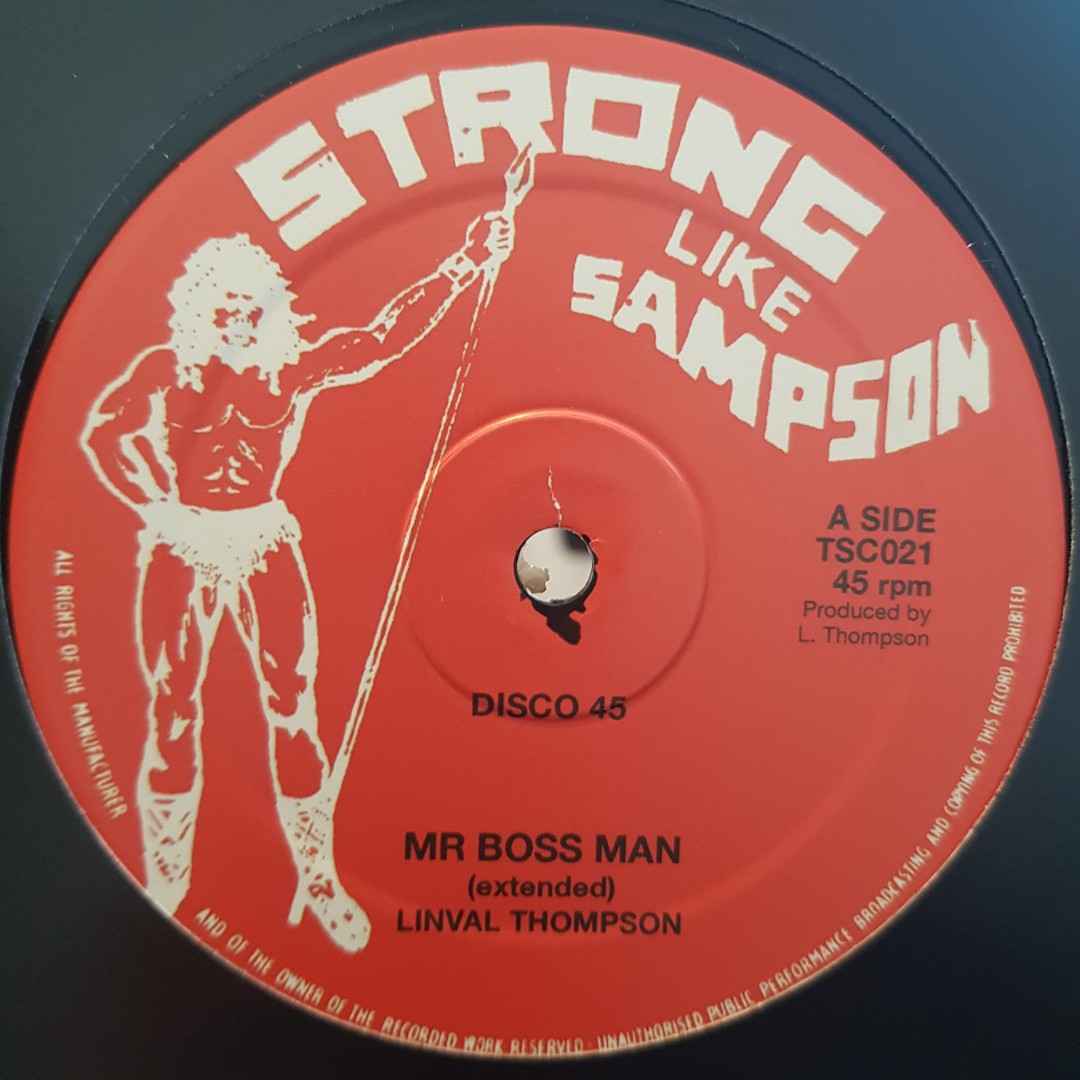 STRONG
LIKE
SAMPSON
A SIDE
TSC021
45 rpm
Produced by
L. Thompson
DISCO 45
MR BOSS MAN
(extended)
LINVAL THOMPSON
ALL RIGHTS OF THE MANUFACTURER AND OF THE OWNER OF THE RECORDED WORK RESERVED · UNAUTHORISED PUBLIC PERFORMANCE BROADCASTING AND COPYING OF THIS RECORD PROHIBITED